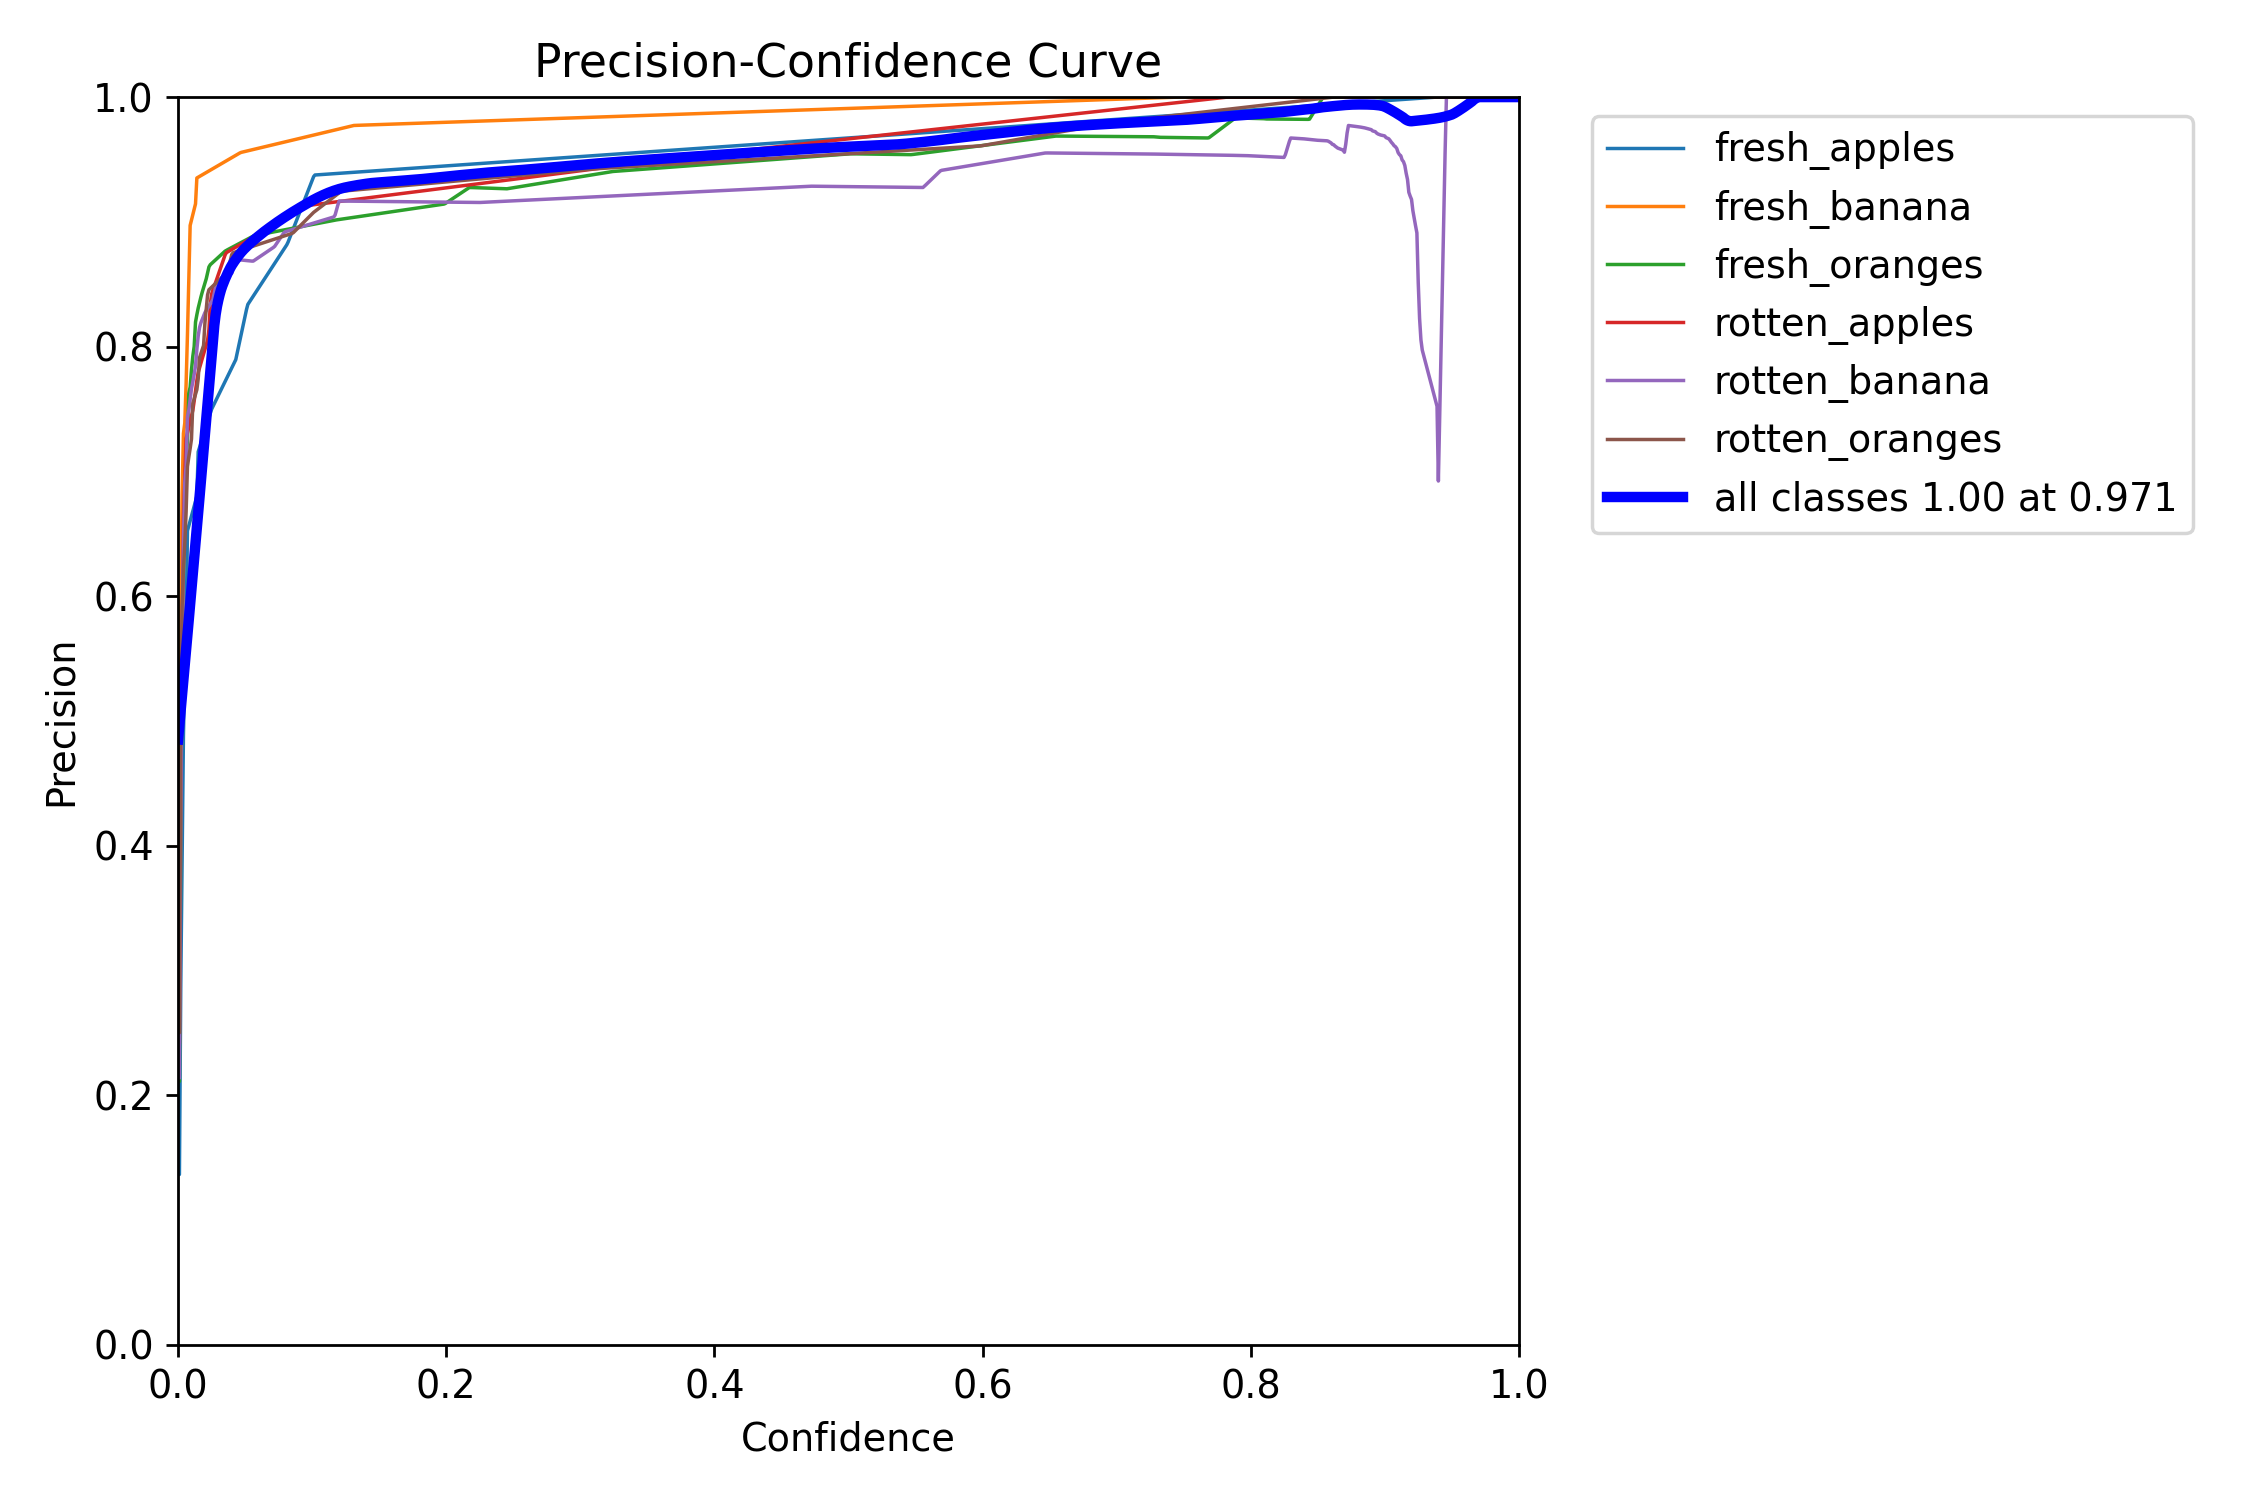 Precision-Confidence Curve
1.0
0.8
0.6
0.4
0.2
0.0
Precision
0.0 0.2 0.4 0.6 0.8 1.0
Confidence
fresh_apples
fresh_banana
fresh_oranges
rotten_apples
rotten_banana
rotten_oranges
all classes 1.00 at 0.971